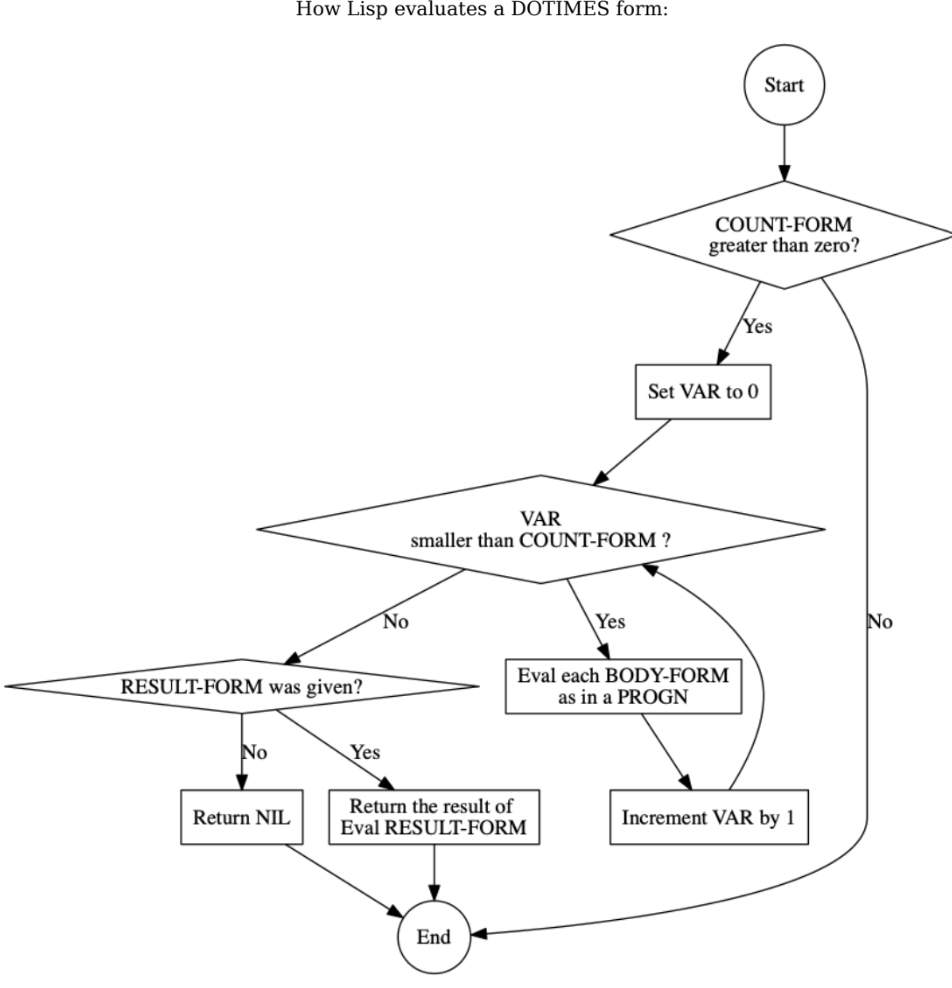 How Lisp evaluates a DOTIMES form:
Start
COUNT-FORM
greater than zero?
Yes
Set VAR to 0
VAR
smaller than COUNT-FORM ?
No
Yes
No
RESULT-FORM was given?
Eval each BODY-FORM
as in a PROGN
No
Yes
Return NIL
Return the result of
Eval RESULT-FORM
Increment VAR by 1
End